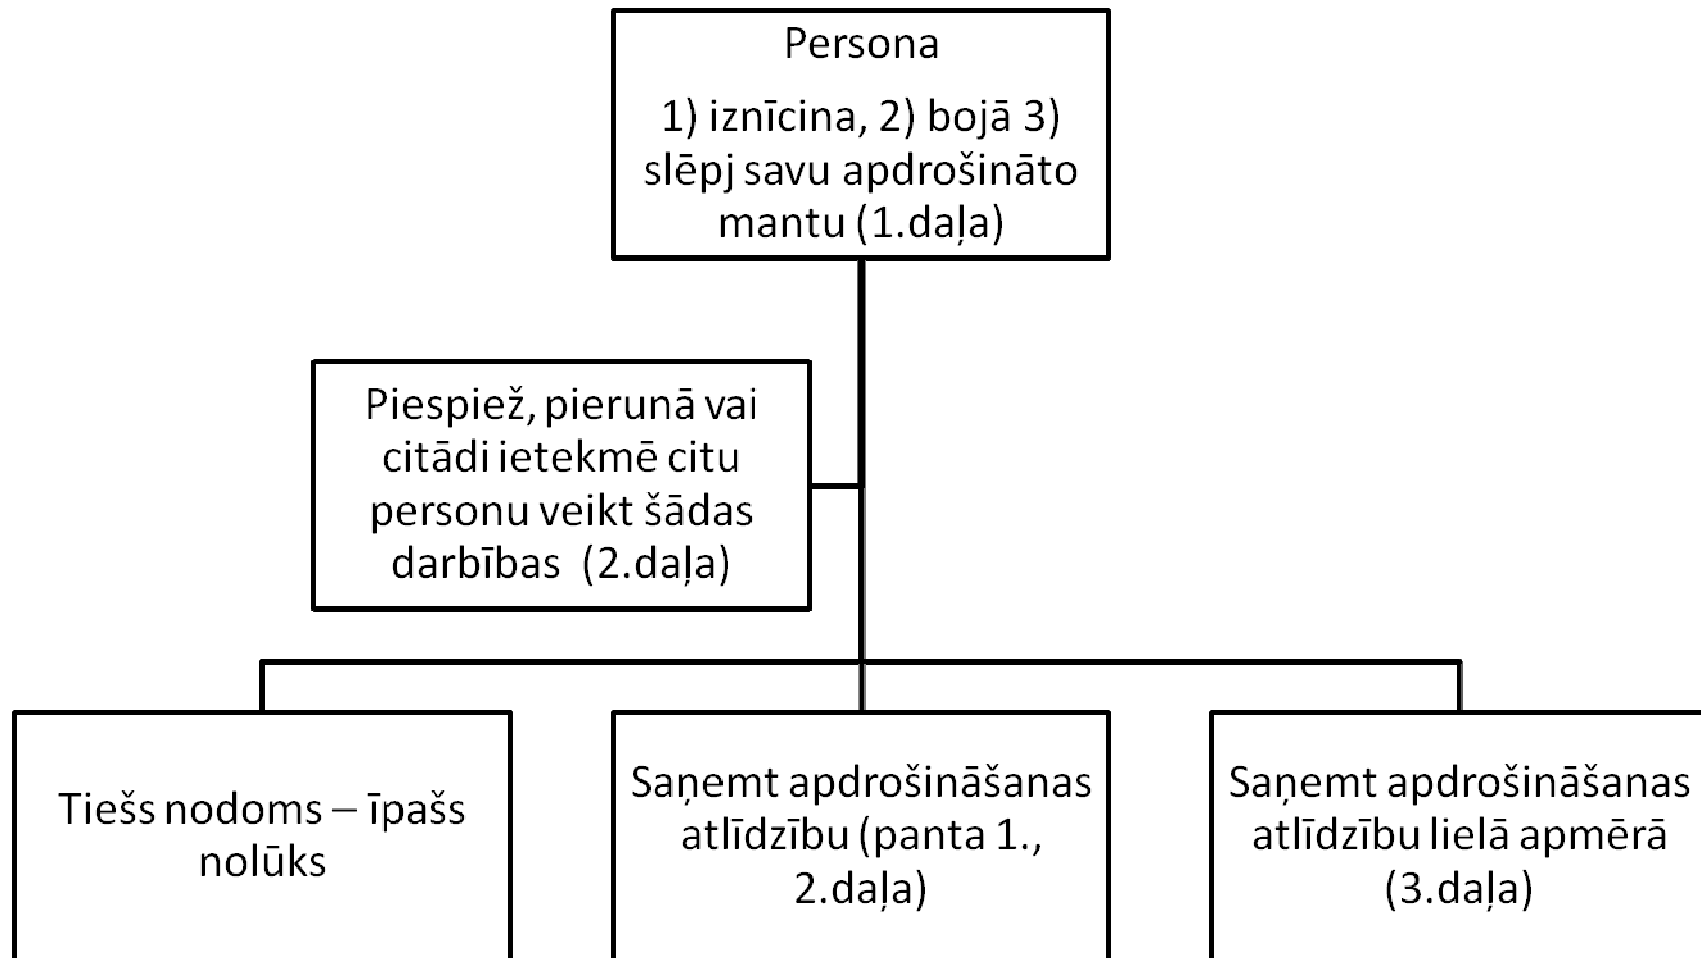 Persona
1) iznīcina, 2) bojā 3)
slēpj savu apdrošināto
mantu (1.daļa)
Piespiež, pierunā vai
citādi ietekmē citu
personu veikt šādas
darbības (2.daļa)
Tiešs nodoms – īpašs
nolūks
Saņemt apdrošināšanas
atlīdzību (panta 1.,
2.daļa)
Saņemt apdrošināšanas
atlīdzību lielā apmērā
(3.daļa)